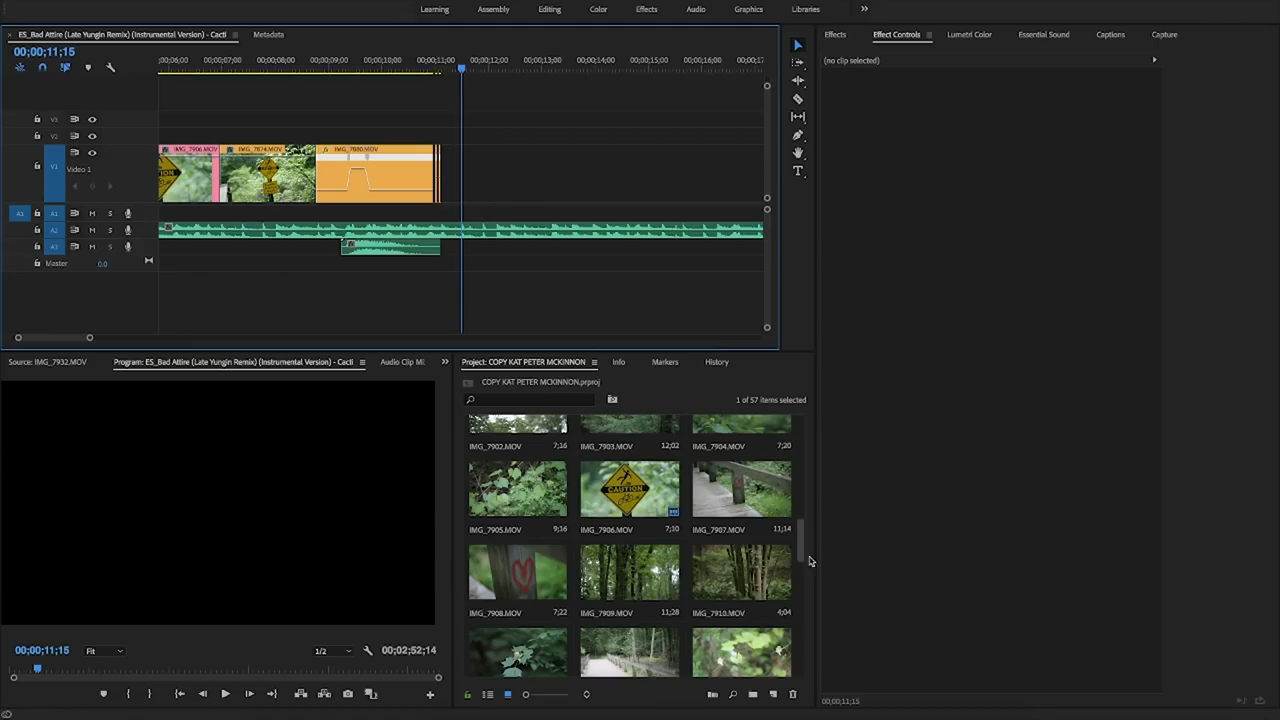 Learning Assembly Editing Color Effects Audio Graphics Libraries
ES_Bad Attire (Late Yungin Remix) (Instrumental Version) - Cacti Metadata
Effects Effect Controls Lumetri Color Essential Sound Captions Capture
00;00;11;15
(no clip selected)
;00;06;00 00;00;07;00 00;00;08;00 00;00;09;00 00;00;10;00 00;00;11;00 00;00;12;00 00;00;13;00 00;00;14;00 00;00;15;00 00;00;16;00 00;00;17
V3
V2
IMG_7906.MOV IMG_7874.MOV fx IMG_7880.MOV
V1 Video 1
CAUTION
A1 A1 M S
A2 M S
A3 M S
Master 0.0
Source: IMG_7932.MOV Program: ES_Bad Attire (Late Yungin Remix) (Instrumental Version) - Cacti Audio Clip Mi:
Project: COPY KAT PETER MCKINNON Info Markers History
COPY KAT PETER MCKINNON.prproj
1 of 57 items selected
IMG_7902.MOV 7;16 IMG_7903.MOV 12;02 IMG_7904.MOV 7;20
CAUTION
IMG_7905.MOV 9;16 IMG_7906.MOV 7;10 IMG_7907.MOV 11;14
IMG_7908.MOV 7;22 IMG_7909.MOV 11;28 IMG_7910.MOV 4;04
00;00;11;15 Fit 1/2 00;02;52;14
00;00;11;15